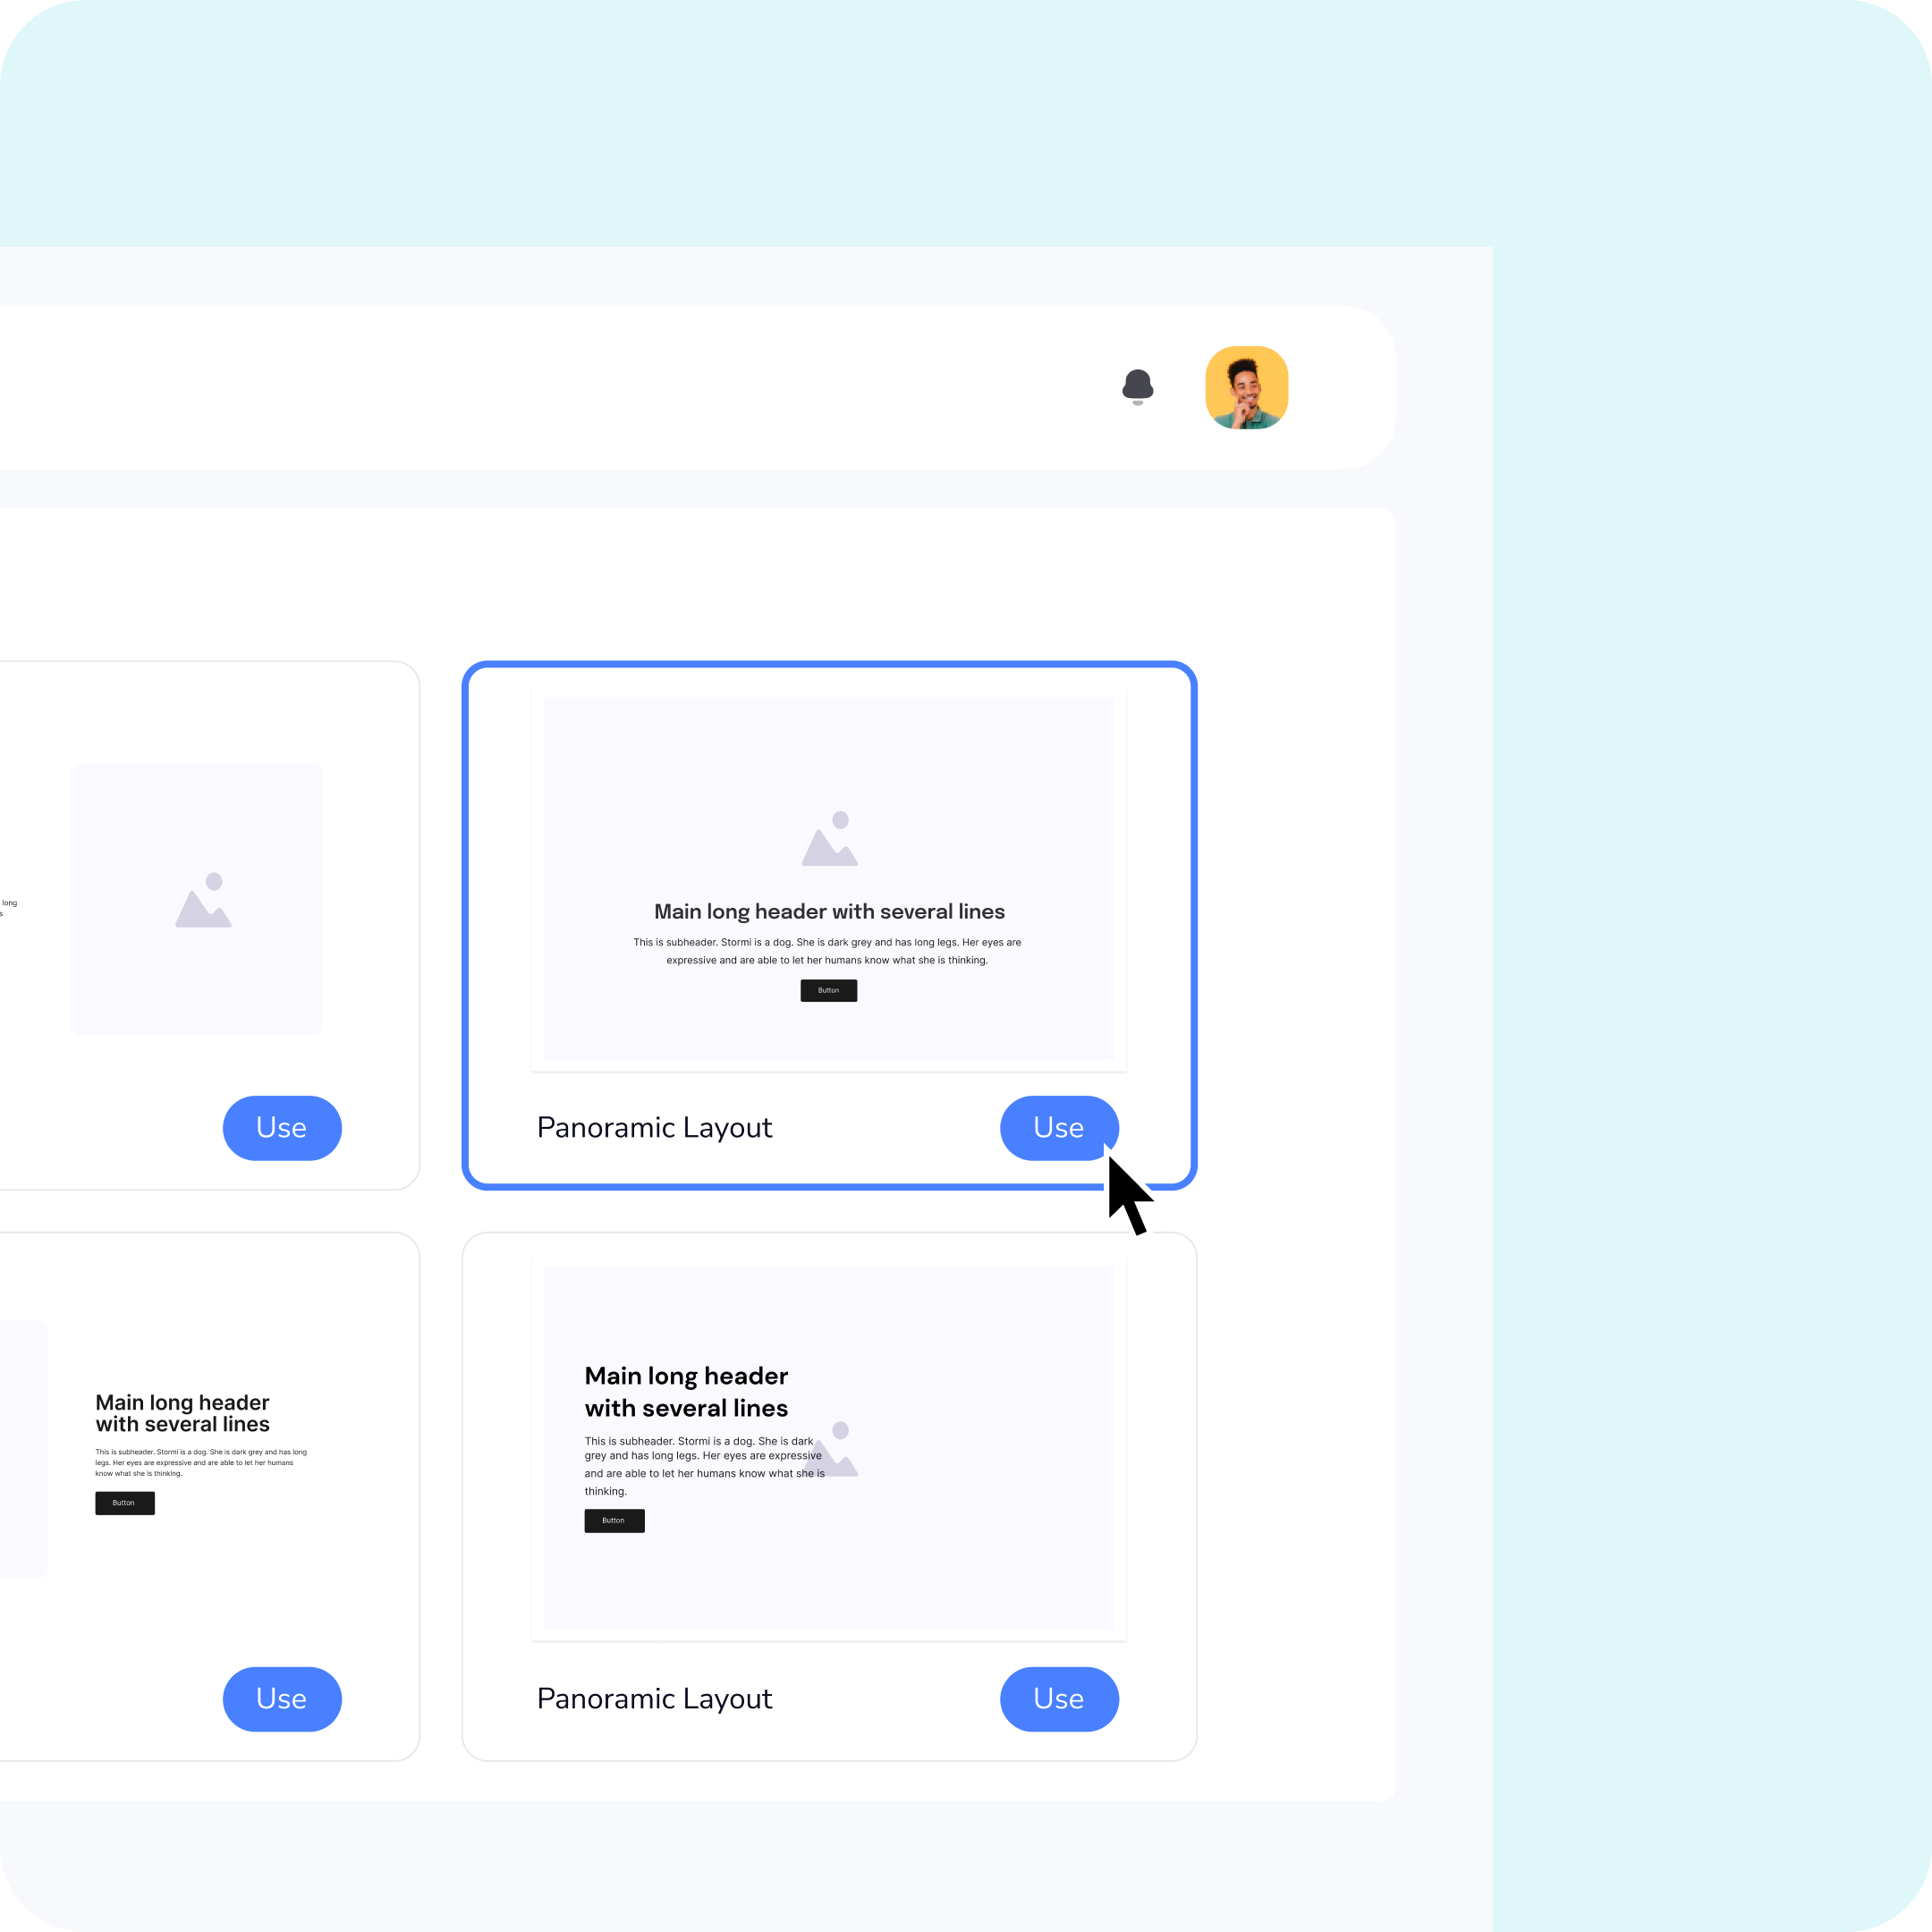 long
s
Use
Main long header with several lines
This is subheader. Stormi is a dog. She is dark grey and has long legs. Her eyes are
expressive and are able to let her humans know what she is thinking.
Button
Panoramic Layout
Use
Main long header
with several lines
This is subheader. Stormi is a dog. She is dark grey and has long
legs. Her eyes are expressive and are able to let her humans
know what she is thinking.
Button
Use
Main long header
with several lines
This is subheader. Stormi is a dog. She is dark
grey and has long legs. Her eyes are expressive
and are able to let her humans know what she is
thinking.
Button
Panoramic Layout
Use